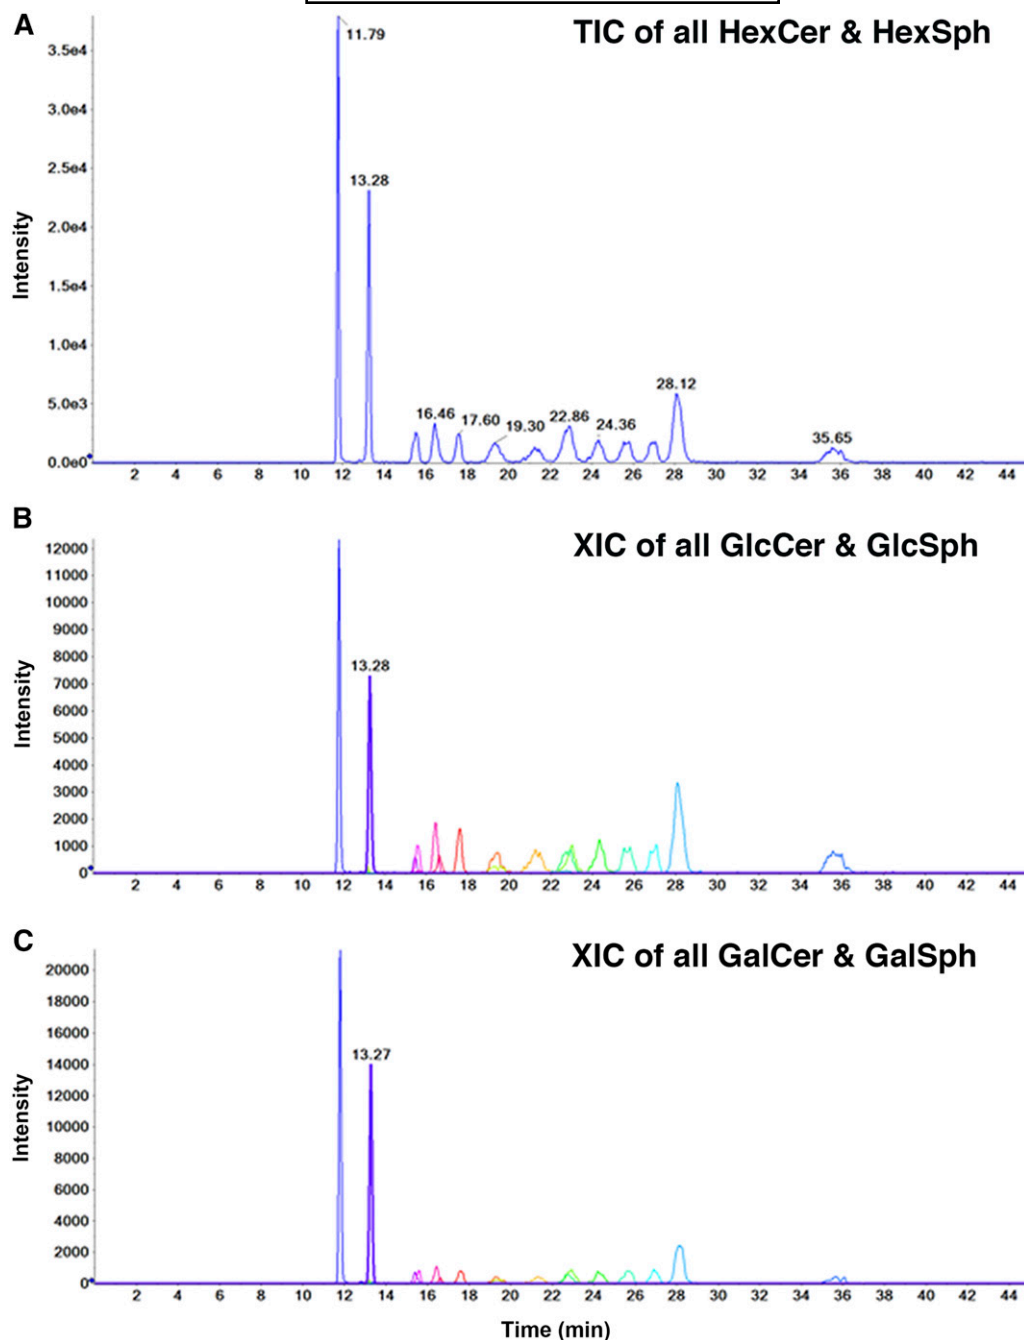 A
TIC of all HexCer & HexSph
11.79
3.5e4
3.0e4
2.5e4
13.28
2.0e4
Intensity
1.5e4
1.0e4
28.12
5.0e3
16.46 17.60 19.30 22.86 24.36
35.65
0.0e0
2 4 6 8 10 12 14 16 18 20 22 24 26 28 30 32 34 36 38 40 42 44
B
XIC of all GlcCer & GlcSph
12000
11000
10000
9000
8000
13.28
7000
Intensity
6000
5000
4000
3000
2000
1000
0
2 4 6 8 10 12 14 16 18 20 22 24 26 28 30 32 34 36 38 40 42 44
C
XIC of all GalCer & GalSph
20000
18000
16000
13.27
14000
12000
Intensity
10000
8000
6000
4000
2000
0
2 4 6 8 10 12 14 16 18 20 22 24 26 28 30 32 34 36 38 40 42 44
Time (min)